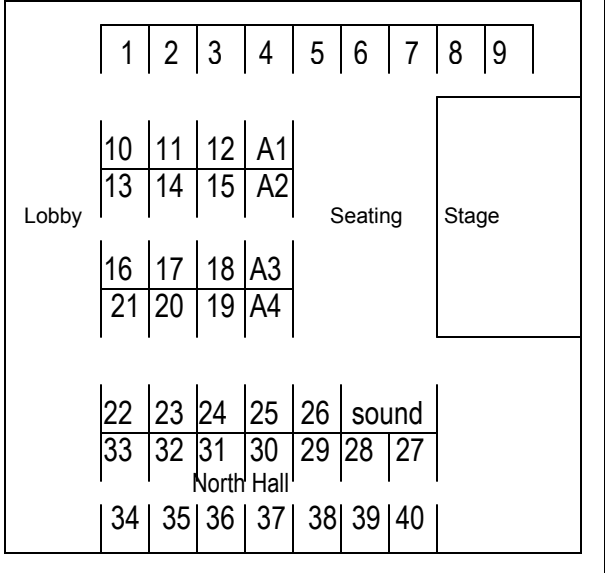 1 2 3 4 5 6 7 8 9
10 11 12 A1
13 14 15 A2
Lobby Seating Stage
16 17 18 A3
21 20 19 A4
22 23 24 25 26 sound
33 32 31 30 29 28 27
North Hall
34 35 36 37 38 39 40